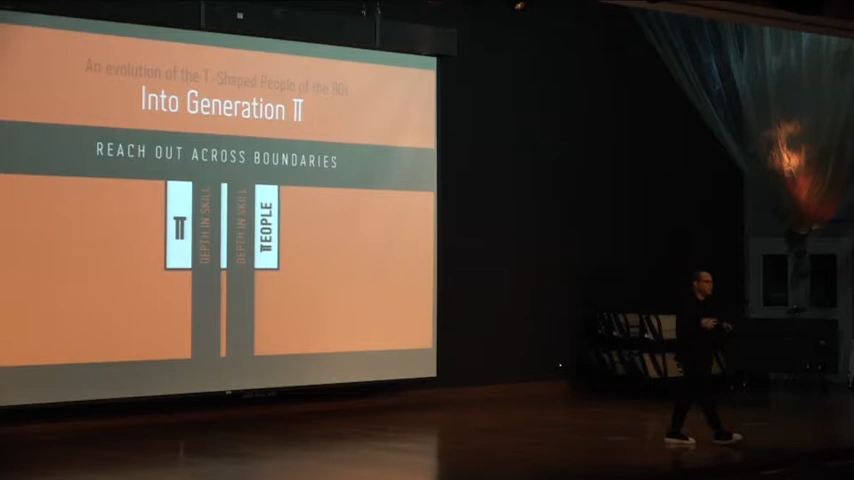 An evolution of the T-Shaped People of the 90s
Into Generation π
REACH OUT ACROSS BOUNDARIES
π
DEPTH IN SKILL
DEPTH IN SKILL
πEOPLE